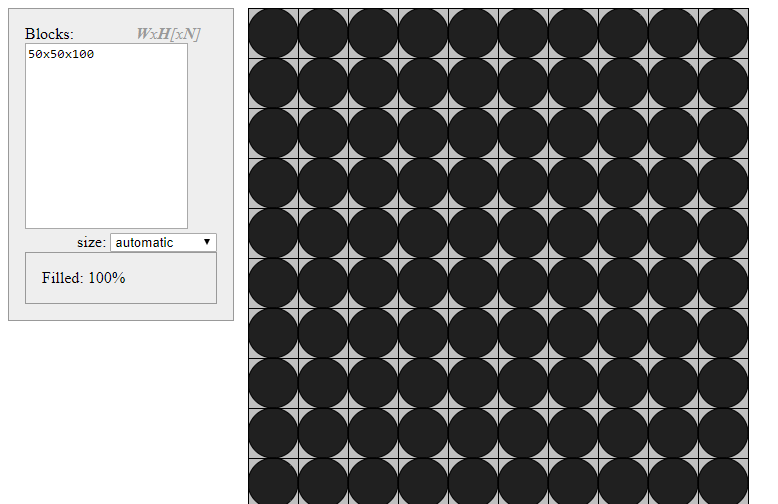 Blocks: WxH[xN]
50x50x100
size: automatic
Filled: 100%